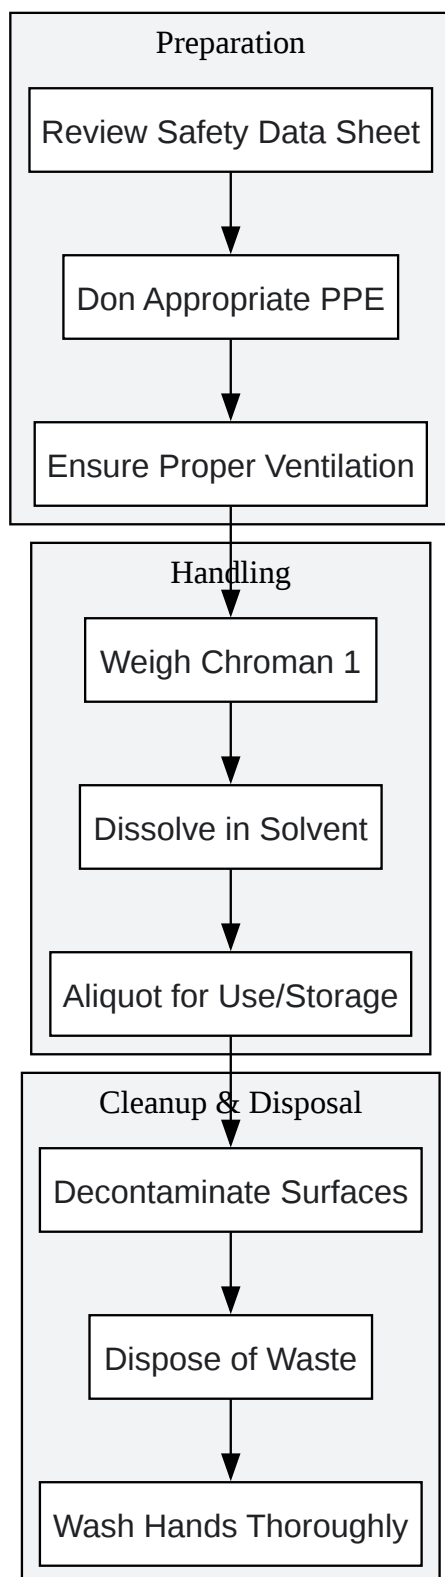 Preparation
Review Safety Data Sheet
Don Appropriate PPE
Ensure Proper Ventilation
Handling
Weigh Chroman 1
Dissolve in Solvent
Aliquot for Use/Storage
Cleanup & Disposal
Decontaminate Surfaces
Dispose of Waste
Wash Hands Thoroughly